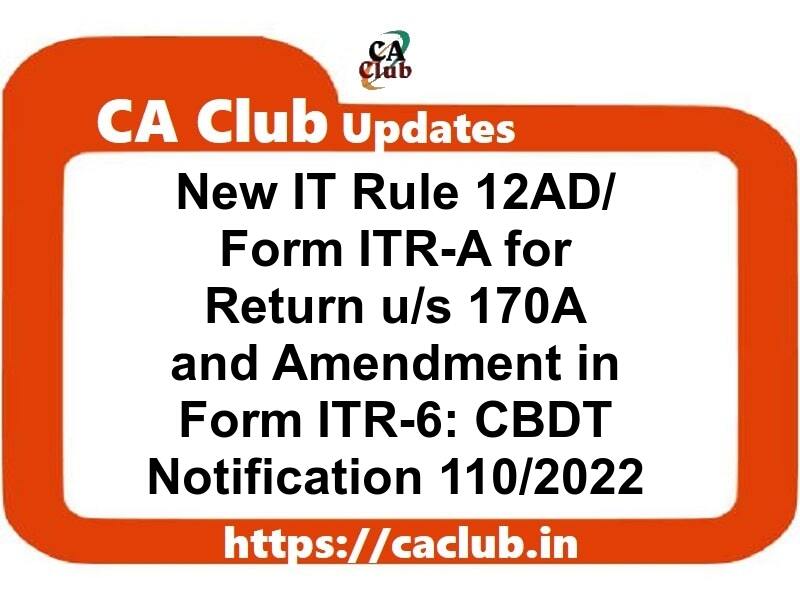 CA
Club
CA Club Updates
New IT Rule 12AD/
Form ITR-A for
Return u/s 170A
and Amendment in
Form ITR-6: CBDT
Notification 110/2022
https://caclub.in